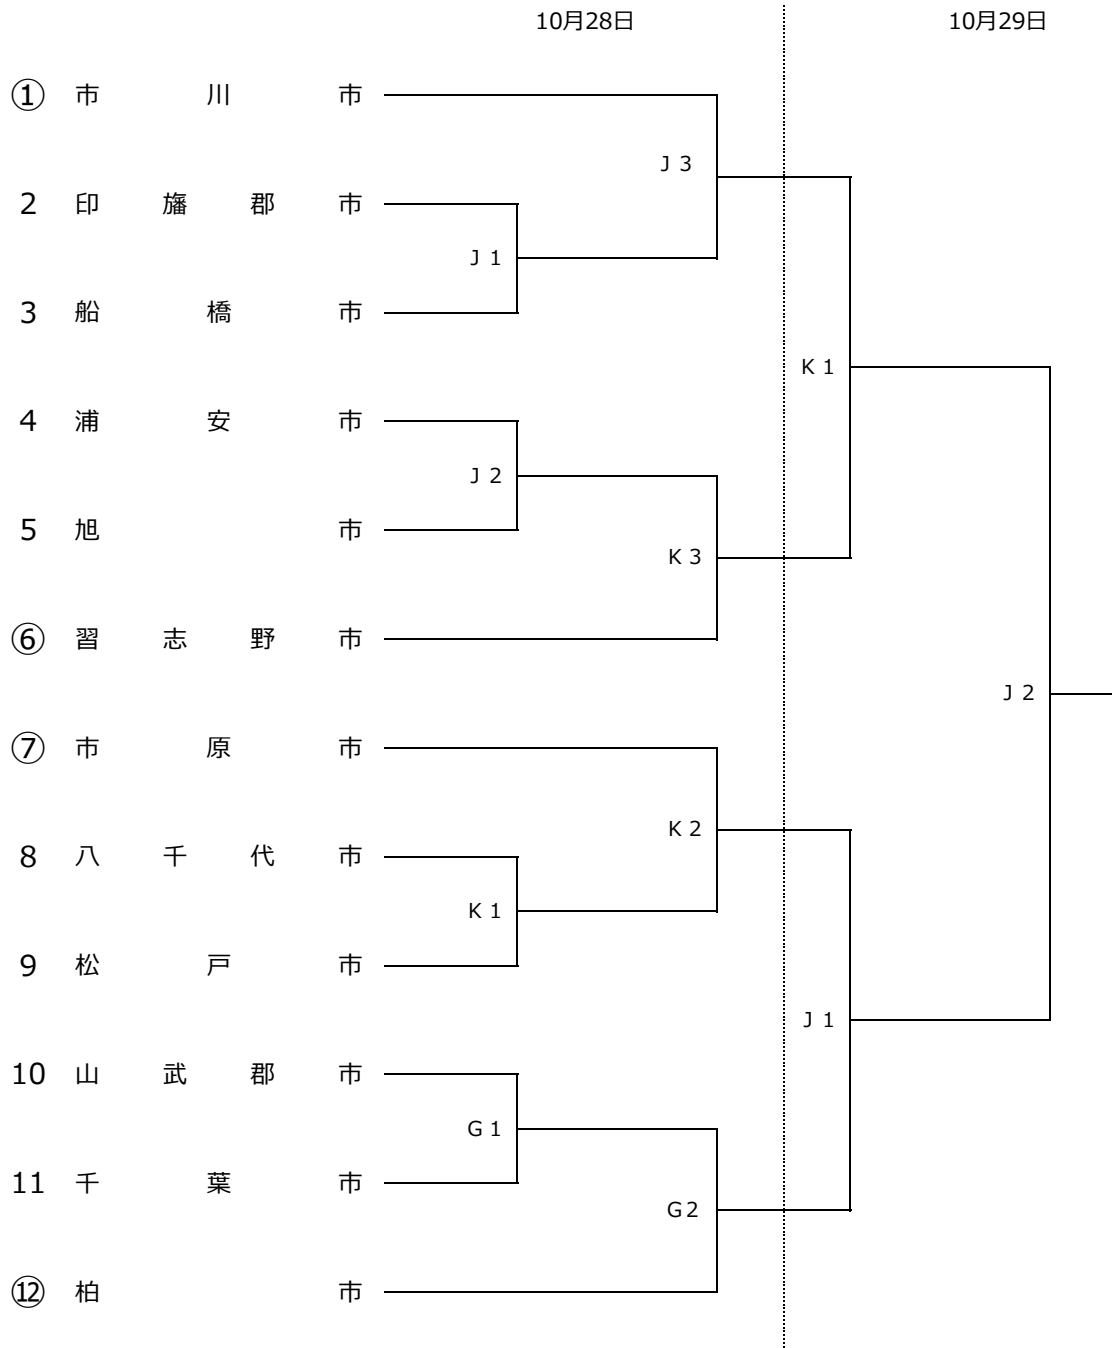 10月28日 10月29日
① 市川市
J 3
2 印旛郡市
J 1
3 船橋市
K 1
4 浦安市
J 2
5 旭市
K 3
⑥ 習志野市
J 2
⑦ 市原市
K 2
8 八千代市
K 1
9 松戸市
J 1
10 山武郡市
G 1
11 千葉市
G 2
⑫ 柏市